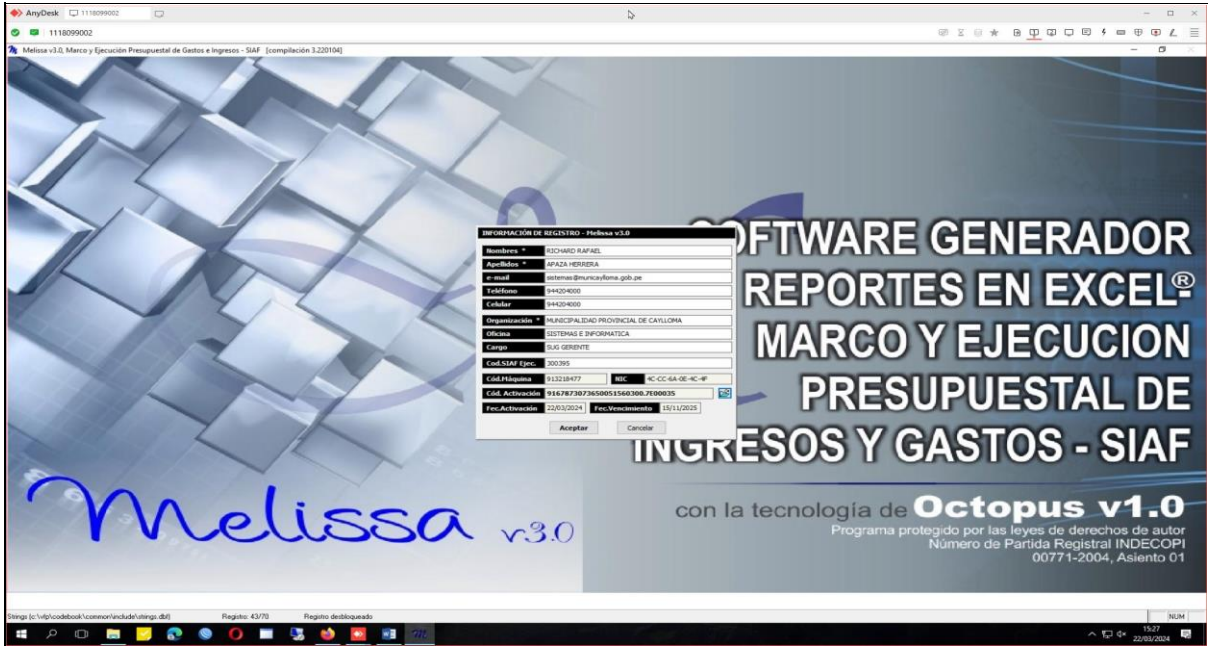 AnyDesk 1118099002
1118099002
Melissa v3.0, Marco y Ejecución Presupuestal de Gastos e Ingresos - SIAF [compilación 3.220104]
INFORMACIÓN DE REGISTRO - Melissa v3.0
Nombres * RICHARD RAFAEL
Apellidos * APAZA HERRERA
e-mail sistemas@municaylloma.gob.pe
Teléfono 944204000
Celular 944204000
Organización * MUNICIPALIDAD PROVINCIAL DE CAYLLOMA
Oficina SISTEMAS E INFORMATICA
Cargo SUG GERENTE
Cod.SIAF Ejec. 300395
Cód.Máquina 913218477 NIC 4C-CC-6A-0E-4C-4F
Cód. Activación 9167873073650051560300.7E00035
Fec.Activación 22/03/2024 Fec.Vencimiento 15/11/2025
Aceptar Cancelar
SOFTWARE GENERADOR
REPORTES EN EXCEL®
MARCO Y EJECUCION
PRESUPUESTAL DE
INGRESOS Y GASTOS - SIAF
Melissa v3.0
con la tecnología de Octopus v1.0
Programa protegido por las leyes de derechos de autor
Número de Partida Registral INDECOPI
00771-2004, Asiento 01
Strings (c:\vfp\codebook\common\include\strings.dbf) Registro: 43/70 Registro desbloqueado NUM
15:27
22/03/2024